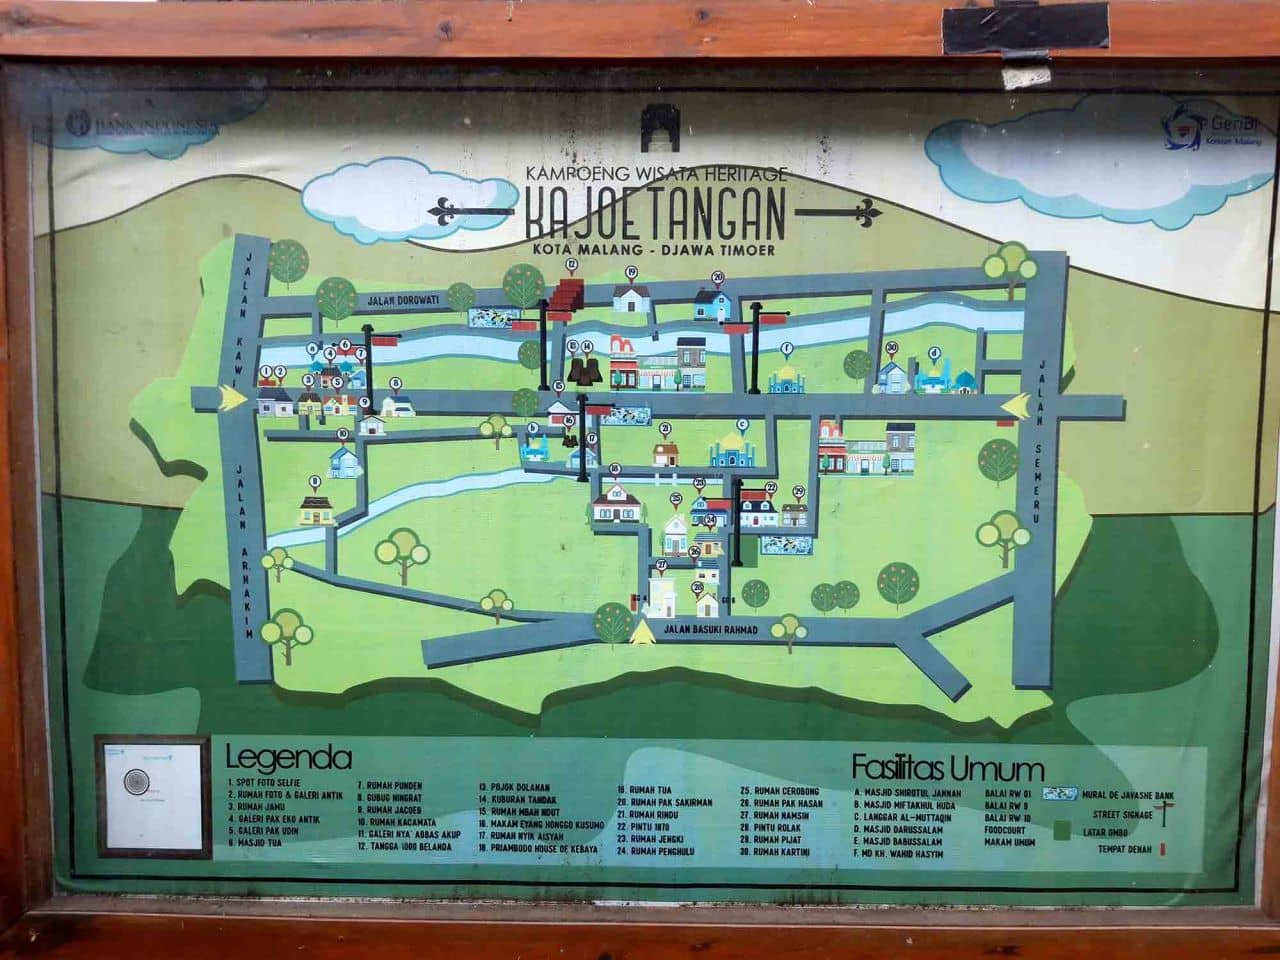 BANK INDONESIA
GenBI
Komsat Malang
KAMPOENG WISATA HERITAGE
KAJOETANGAN
KOTA MALANG - DJAWA TIMOER
JALAN DOROWATI
JALAN KAWI
JALAN ARHAKIM
JALAN SEMERU
JALAN BASUKI RAHMAD
Legenda
1. SPOT FOTO SELFIE
2. RUMAH FOTO & GALERI ANTIK
3. RUMAH JAMU
4. GALERI PAK EKO ANTIK
5. GALERI PAK UDIN
6. MASJID TUA
7. RUMAH PUNDEN
8. GUBUG NINGRAT
9. RUMAH JACOEB
10. RUMAH KACAMATA
11. GALERI NYA' ABBAS AKUP
12. TANGGA 1000 BELANDA
13. POJOK DOLANAN
14. KUBURAN TANDAK
15. RUMAH MBAH NDUT
16. MAKAM EYANG HONGGO KUSUMO
17. RUMAH NYIK AISYAH
18. PRIAMBODO HOUSE OF KEBAYA
19. RUMAH TUA
20. RUMAH PAK SAKIRMAN
21. RUMAH RINDU
22. PINTU 1870
23. RUMAH JENGKI
24. RUMAH PENGHULU
25. RUMAH CEROBONG
26. RUMAH PAK HASAN
27. RUMAH NAMSIN
28. PINTU ROLAK
29. RUMAH PIJAT
30. RUMAH KARTINI
Fasilitas Umum
A. MASJID SHIROTUL JANNAH
B. MASJID MIFTAKHUL HUDA
C. LANGGAR AL-MUTTAQIN
D. MASJID DARUSSALAM
E. MASJID BABUSSALAM
F. MD KH. WAHID HASYIM
BALAI RW 01
BALAI RW 9
BALAI RW 10
FOODCOURT
MAKAM UMUM
MURAL DE JAVASHE BANK
STREET SIGNAGE
LATAR OMBO
TEMPAT DENAH